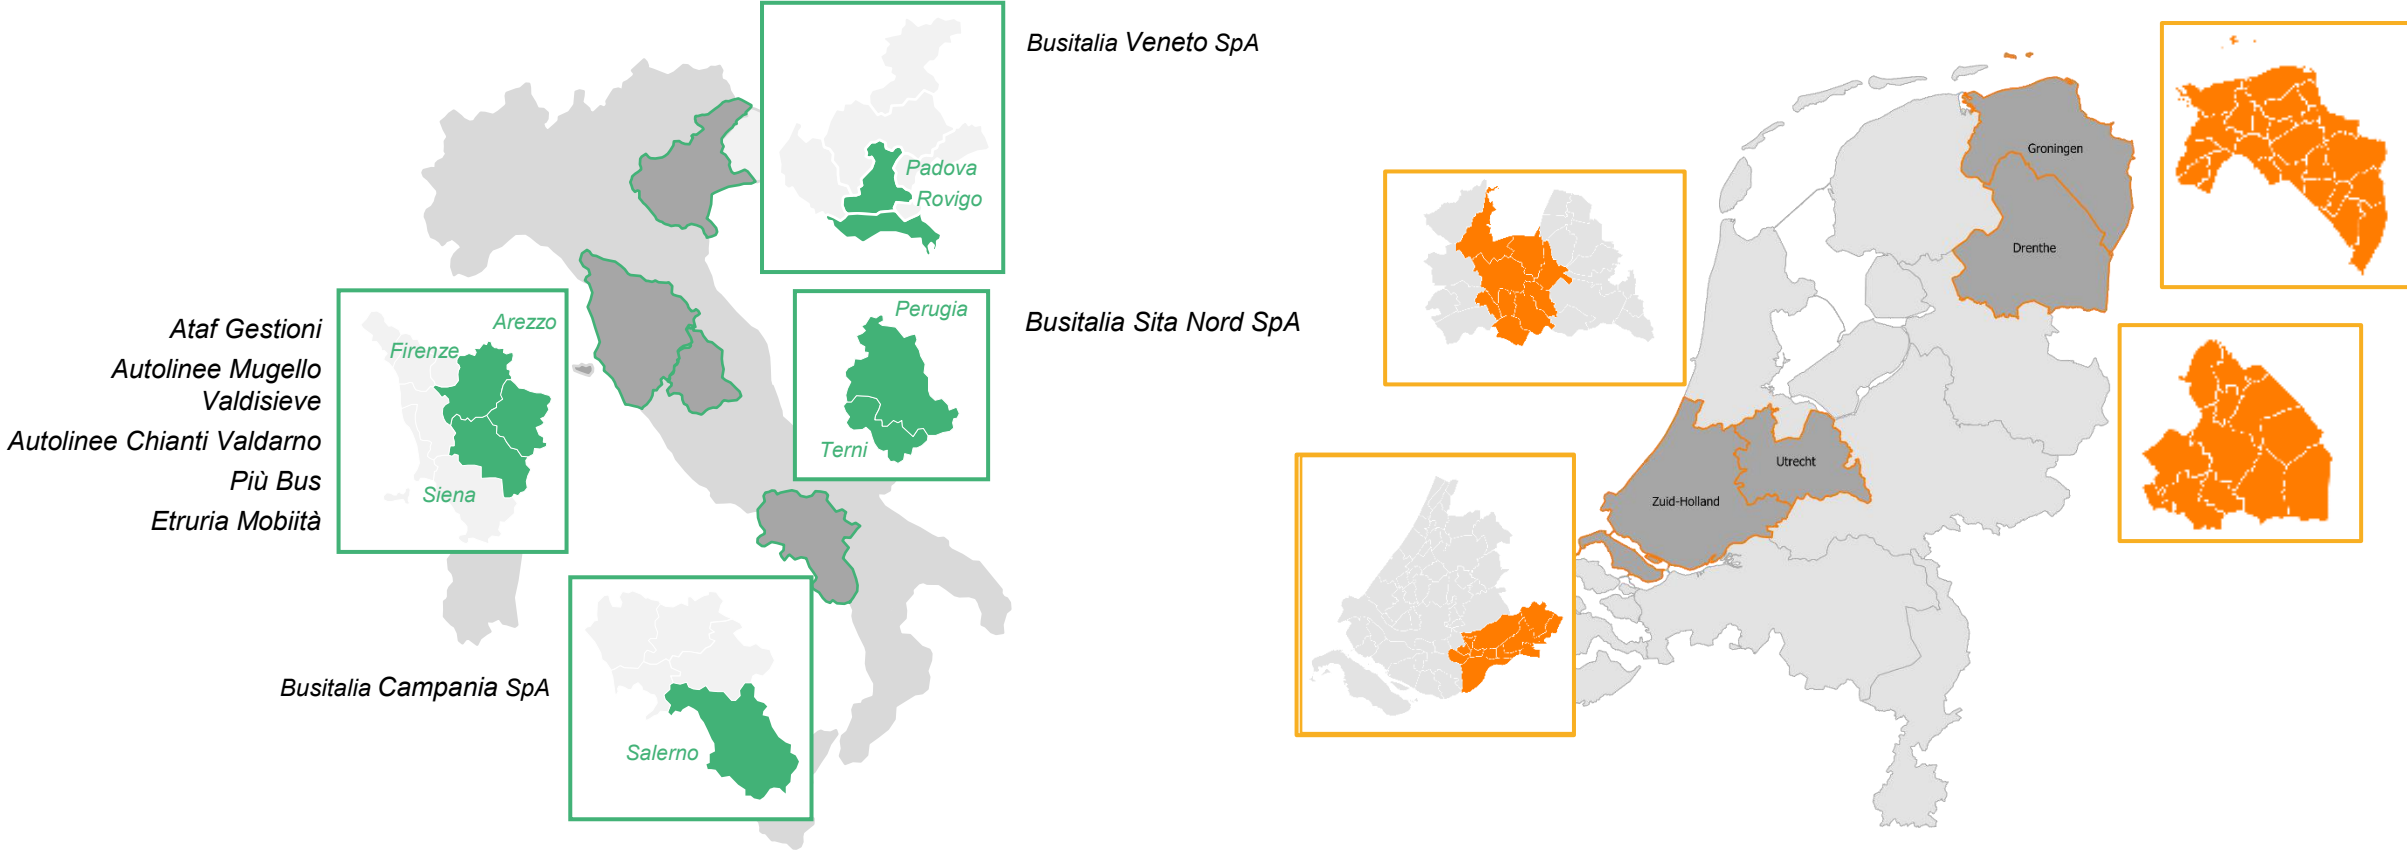 Busitalia Veneto SpA
Padova
Rovigo
Ataf Gestioni
Autolinee Mugello
Valdisieve
Autolinee Chianti Valdarno
Più Bus
Etruria Mobiità
Arezzo
Firenze
Siena
Perugia
Terni
Busitalia Sita Nord SpA
Busitalia Campania SpA
Salerno
Groningen
Drenthe
Utrecht
Zuid-Holland